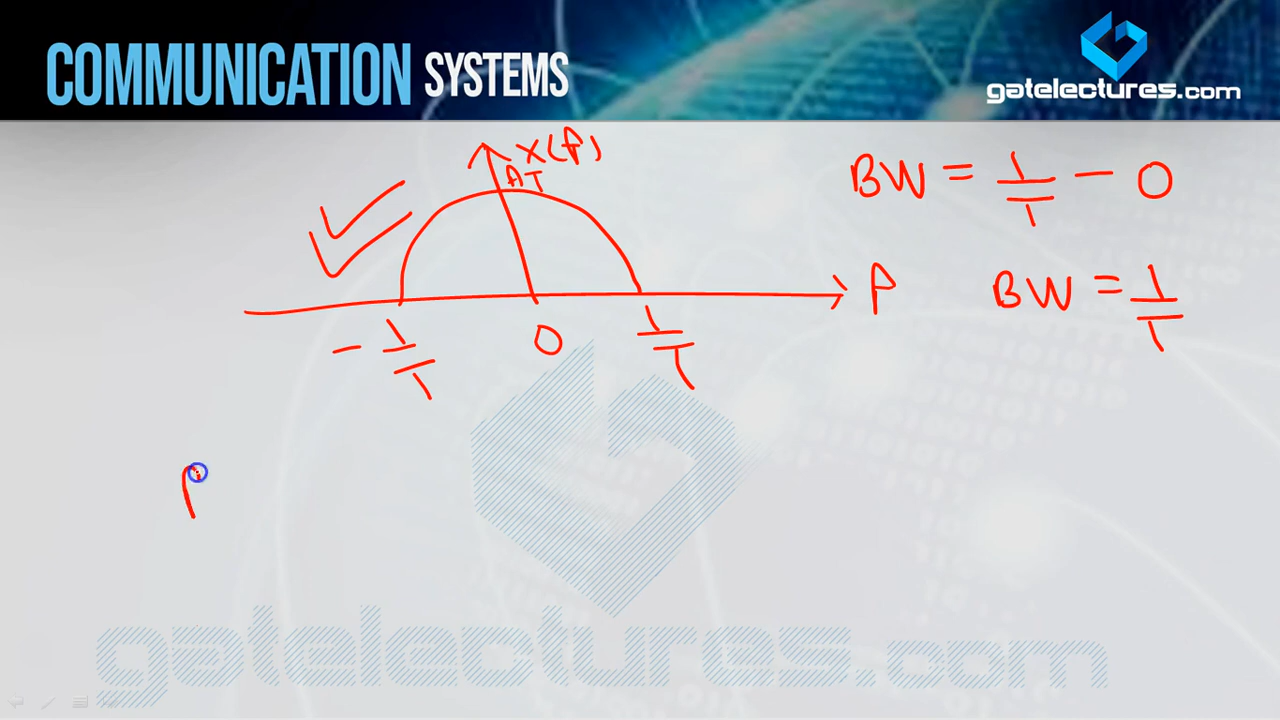 COMMUNICATION SYSTEMS
gatelectures.com
X(f)
AT
BW = 1/T - 0
f
BW = 1/T
- 1/T
0
1/T
gatelectures.com